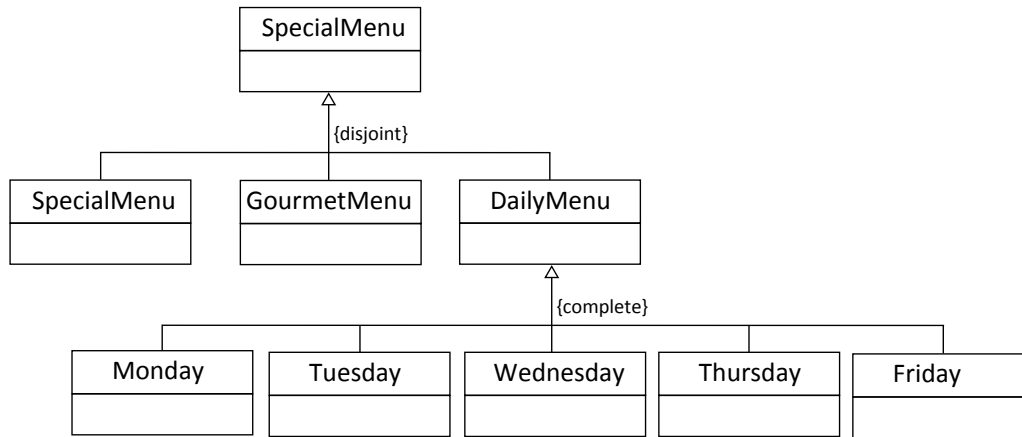 SpecialMenu
{disjoint}
SpecialMenu
GourmetMenu
DailyMenu
{complete}
Monday
Tuesday
Wednesday
Thursday
Friday